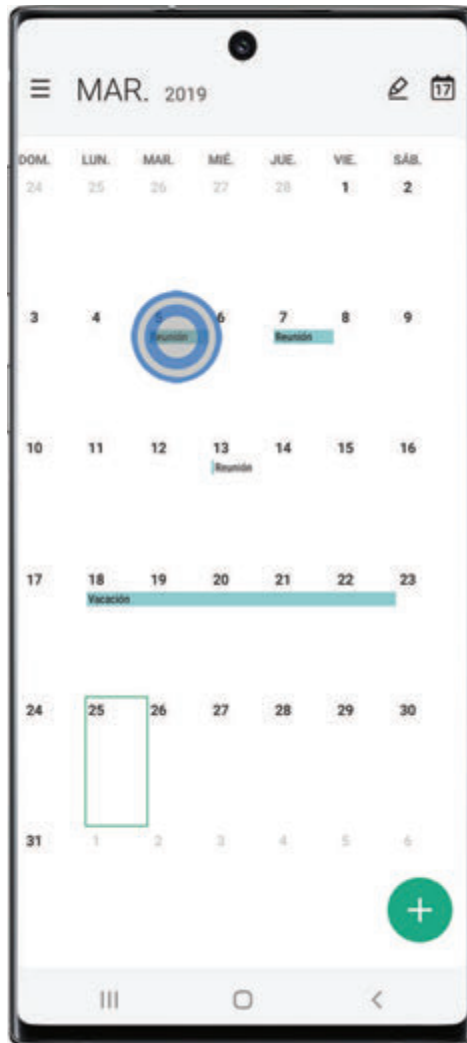 MAR. 2019
17
DOM. LUN. MAR. MIÉ. JUE. VIE. SÁB.
24 25 26 27 28 1 2
3 4 5 6 7 8 9
Reunión Reunión
10 11 12 13 14 15 16
Reunión
17 18 19 20 21 22 23
Vacación
24 25 26 27 28 29 30
31 1 2 3 4 5 6